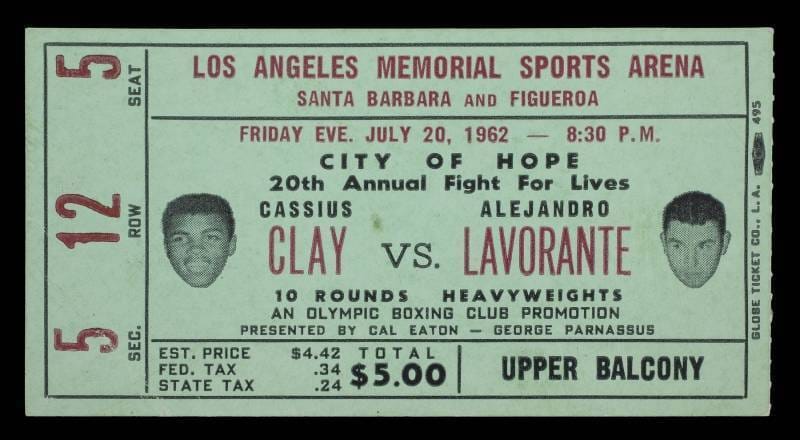 5 SEAT
12 ROW
5 SEC.
LOS ANGELES MEMORIAL SPORTS ARENA
SANTA BARBARA AND FIGUEROA
FRIDAY EVE. JULY 20, 1962 — 8:30 P.M.
CITY OF HOPE
20th Annual Fight For Lives
CASSIUS ALEJANDRO
CLAY VS. LAVORANTE
10 ROUNDS HEAVYWEIGHTS
AN OLYMPIC BOXING CLUB PROMOTION
PRESENTED BY CAL EATON — GEORGE PARNASSUS
EST. PRICE $4.42
FED. TAX .34
STATE TAX .24
TOTAL
$5.00
UPPER BALCONY
GLOBE TICKET CO., L. A. 495